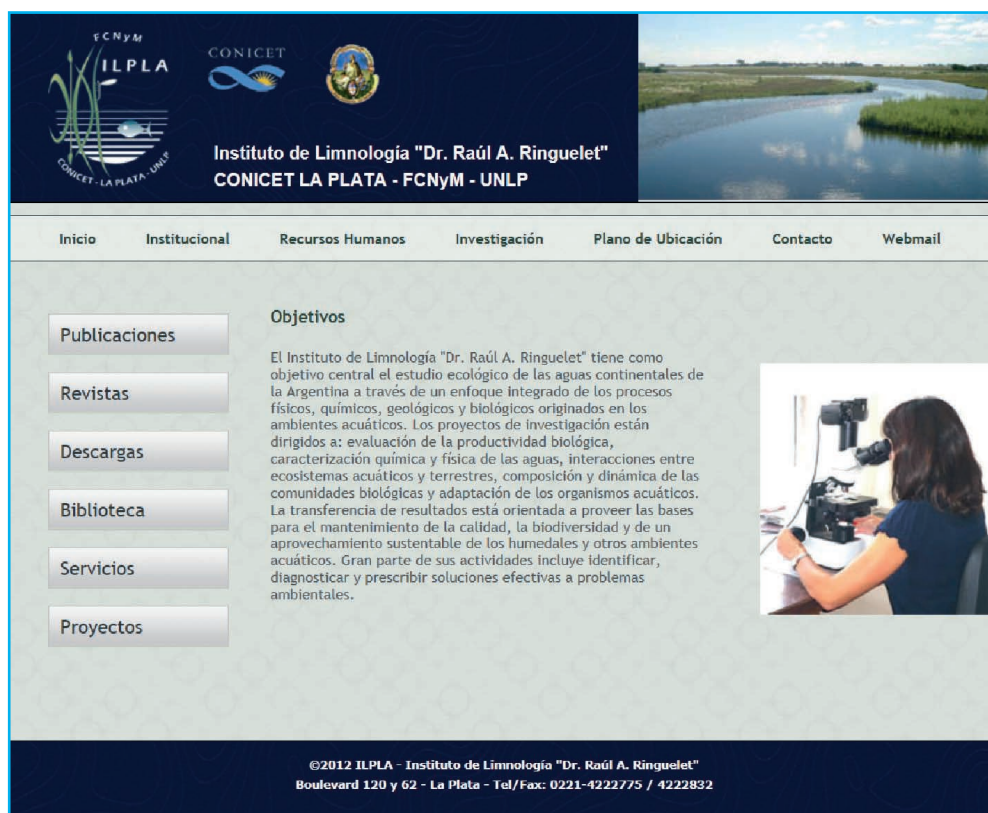 FCNyM
ILPLA
CONICET - LA PLATA - UNLP
CONICET
Instituto de Limnología "Dr. Raúl A. Ringuelet"
CONICET LA PLATA - FCNyM - UNLP
Inicio Institucional Recursos Humanos Investigación Plano de Ubicación Contacto Webmail
Publicaciones
Revistas
Descargas
Biblioteca
Servicios
Proyectos
Objetivos
El Instituto de Limnología "Dr. Raúl A. Ringuelet" tiene como
objetivo central el estudio ecológico de las aguas continentales de
la Argentina a través de un enfoque integrado de los procesos
físicos, químicos, geológicos y biológicos originados en los
ambientes acuáticos. Los proyectos de investigación están
dirigidos a: evaluación de la productividad biológica,
caracterización química y física de las aguas, interacciones entre
ecosistemas acuáticos y terrestres, composición y dinámica de las
comunidades biológicas y adaptación de los organismos acuáticos.
La transferencia de resultados está orientada a proveer las bases
para el mantenimiento de la calidad, la biodiversidad y de un
aprovechamiento sustentable de los humedales y otros ambientes
acuáticos. Gran parte de sus actividades incluye identificar,
diagnosticar y prescribir soluciones efectivas a problemas
ambientales.
©2012 ILPLA - Instituto de Limnología "Dr. Raúl A. Ringuelet"
Boulevard 120 y 62 - La Plata - Tel/Fax: 0221-4222775 / 4222832